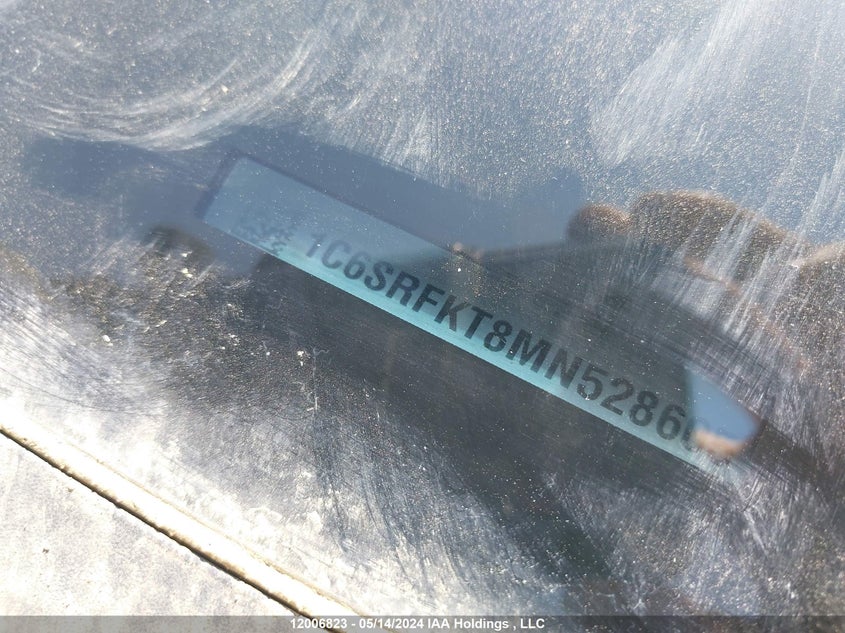 1C6SRFKT8MN5286
12006823 - 05/14/2024 IAA Holdings , LLC